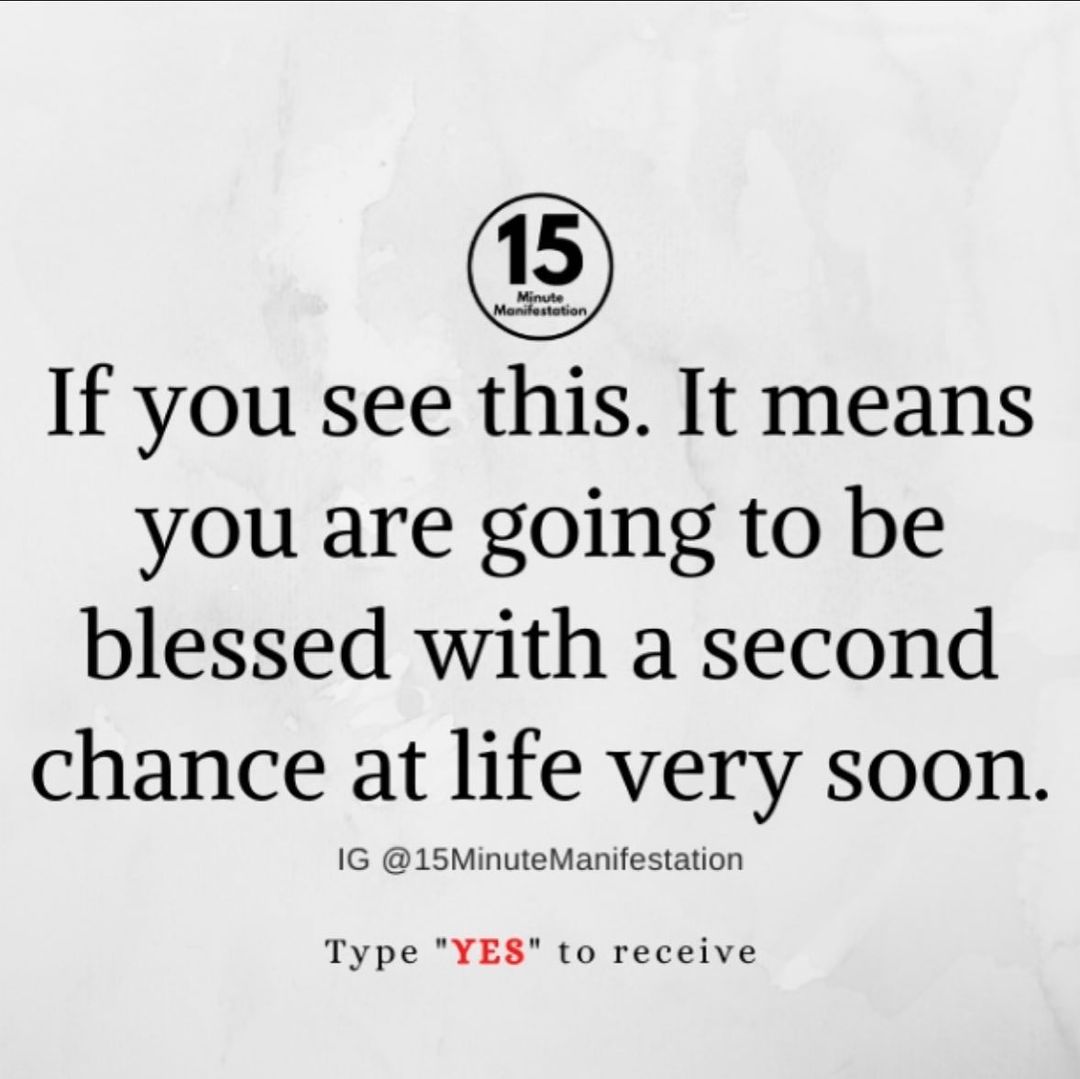 15
Minute
Manifestation
If you see this. It means
you are going to be
blessed with a second
chance at life very soon.
IG @15MinuteManifestation
Type "YES" to receive